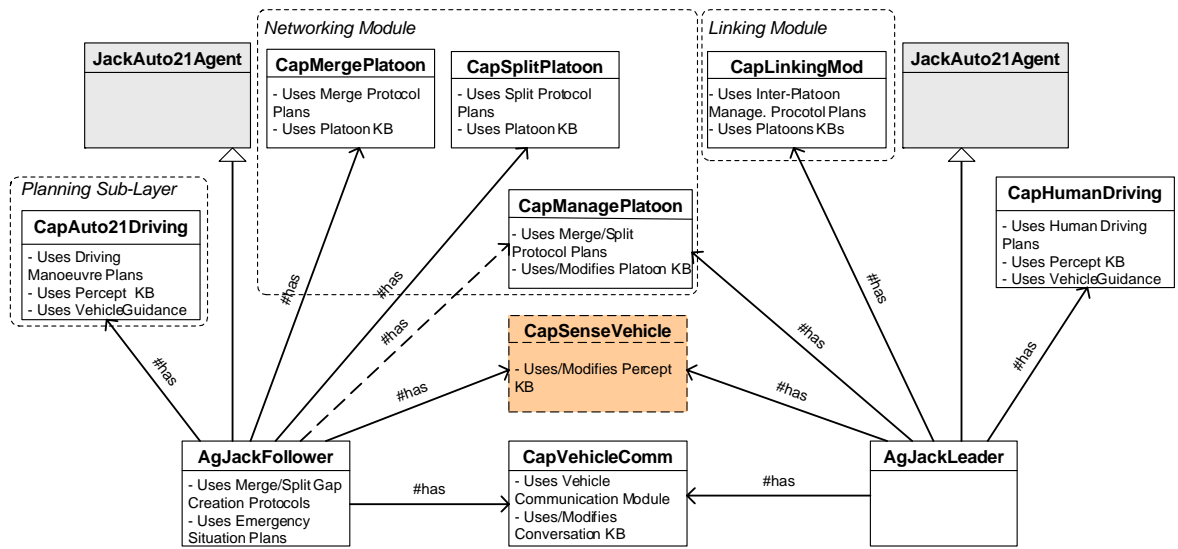 Networking Module
Linking Module
JackAuto21Agent
CapMergePlatoon
- Uses Merge Protocol
Plans
- Uses Platoon KB
CapSplitPlatoon
- Uses Split Protocol
Plans
- Uses Platoon KB
CapLinkingMod
- Uses Inter-Platoon
Manage. Procotol Plans
- Uses Platoons KBs
JackAuto21Agent
Planning Sub-Layer
CapAuto21Driving
- Uses Driving
Manoeuvre Plans
- Uses Percept KB
- Uses VehicleGuidance
CapManagePlatoon
- Uses Merge/Split
Protocol Plans
- Uses/Modifies Platoon KB
CapHumanDriving
- Uses Human Driving
Plans
- Uses Percept KB
- Uses VehicleGuidance
#has
#has
#has
#has
#has
#has
#has
CapSenseVehicle
- Uses/Modifies Percept
KB
#has
#has
AgJackFollower
- Uses Merge/Split Gap
Creation Protocols
- Uses Emergency
Situation Plans
#has
CapVehicleComm
- Uses Vehicle
Communication Module
- Uses/Modifies
Conversation KB
#has
AgJackLeader